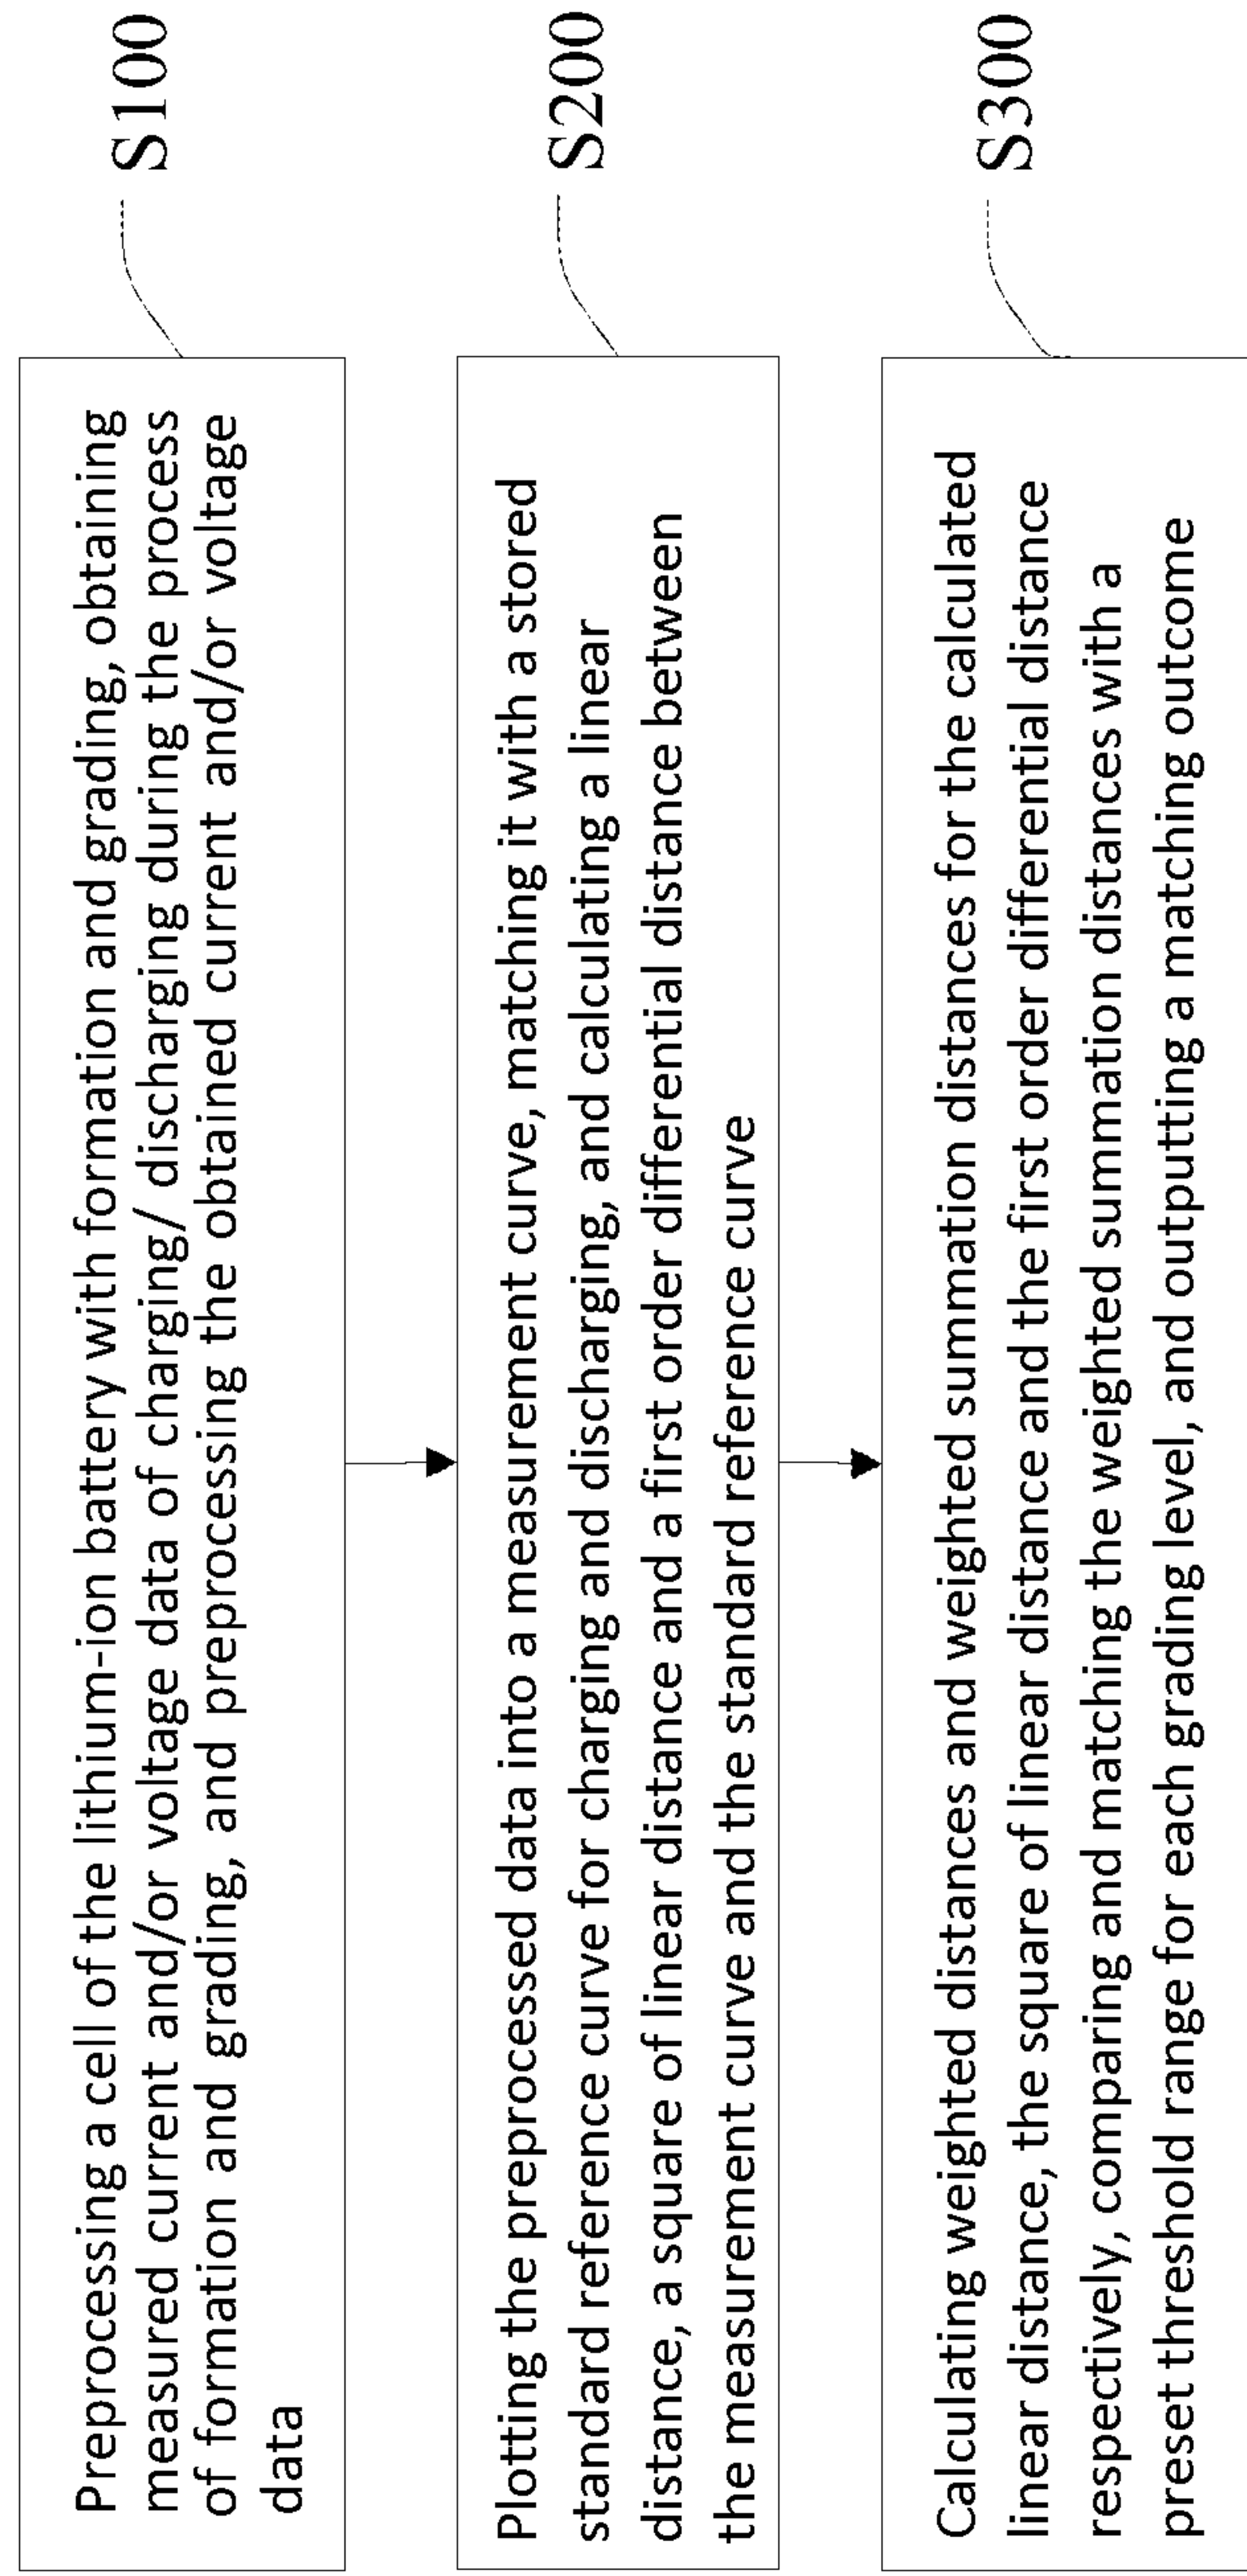 Preprocessing a cell of the lithium-ion battery with formation and grading, obtaining
measured current and/or voltage data of charging/ discharging during the process
of formation and grading, and preprocessing the obtained current and/or voltage
data
S100
Plotting the preprocessed data into a measurement curve, matching it with a stored
standard reference curve for charging and discharging, and calculating a linear
distance, a square of linear distance and a first order differential distance between
the measurement curve and the standard reference curve
S200
Calculating weighted distances and weighted summation distances for the calculated
linear distance, the square of linear distance and the first order differential distance
respectively, comparing and matching the weighted summation distances with a
preset threshold range for each grading level, and outputting a matching outcome
S300